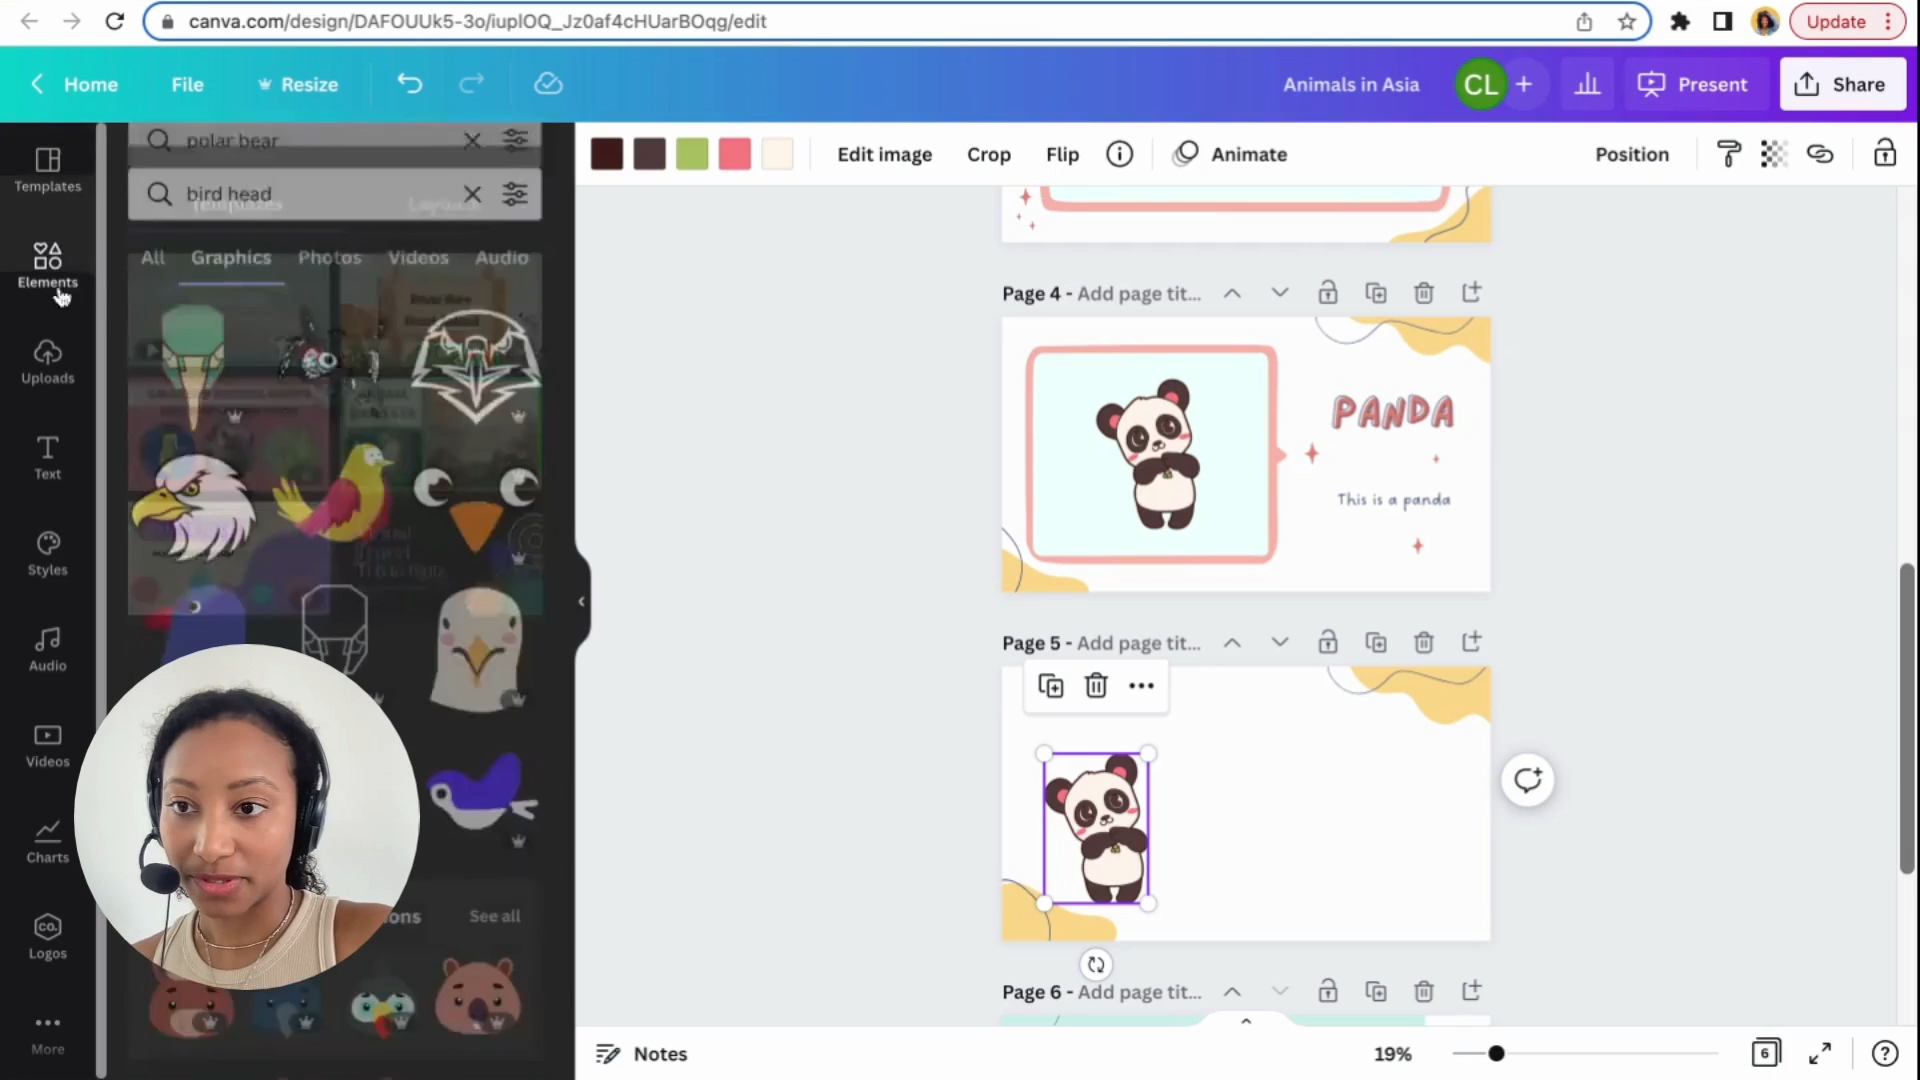 canva.com/design/DAFOUUk5-3o/iuplOQ_Jz0af4cHUarBOqg/edit
Update
Home
File
Resize
Animals in Asia
CL
Present
Share
polar bear
bird head
Templates
All
Graphics
Photos
Videos
Audio
Edit image
Crop
Flip
Animate
Position
Templates
Elements
Uploads
Text
Styles
Audio
Videos
Charts
Logos
More
co.
See all
Page 4 - Add page tit...
PANDA
This is a panda
Page 5 - Add page tit...
Page 6 - Add page tit...
Notes
19%
6